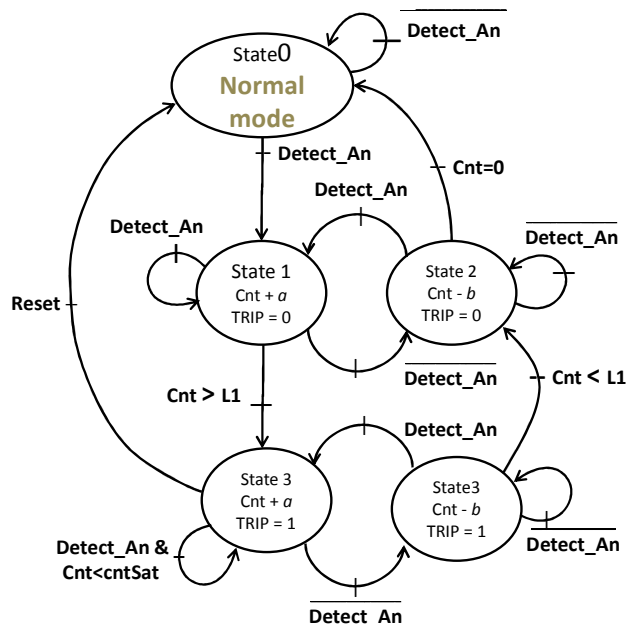 Detect_An
State0
Normal
mode
Detect_An
Cnt=0
Detect_An
Detect_An
Detect_An
State 1
Cnt + a
TRIP = 0
State 2
Cnt - b
TRIP = 0
Reset
Detect_An
Cnt > L1
Cnt < L1
Detect_An
State 3
Cnt + a
TRIP = 1
State3
Cnt - b
TRIP = 1
Detect_An &
Cnt<cntSat
Detect_An
Detect_An